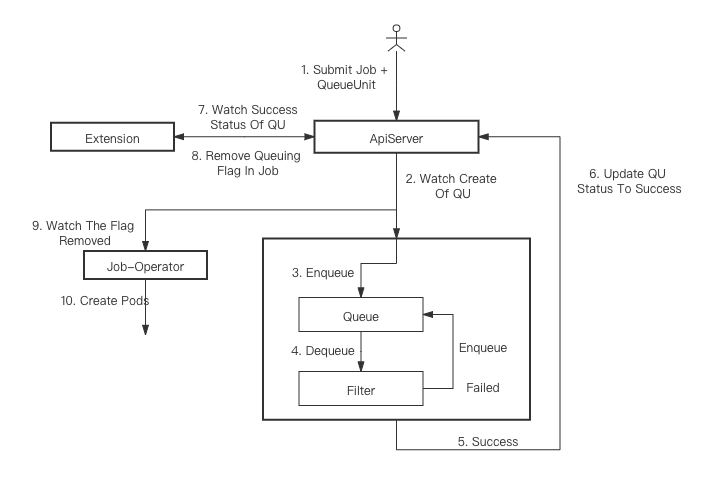 1. Submit Job +
QueueUnit
7. Watch Success
Status Of QU
Extension
ApiServer
8. Remove Queuing
Flag In Job
2. Watch Create
Of QU
6. Update QU
Status To Success
9. Watch The Flag
Removed
Job-Operator
10. Create Pods
3. Enqueue
Queue
4. Dequeue
Enqueue
Filter
Failed
5. Success